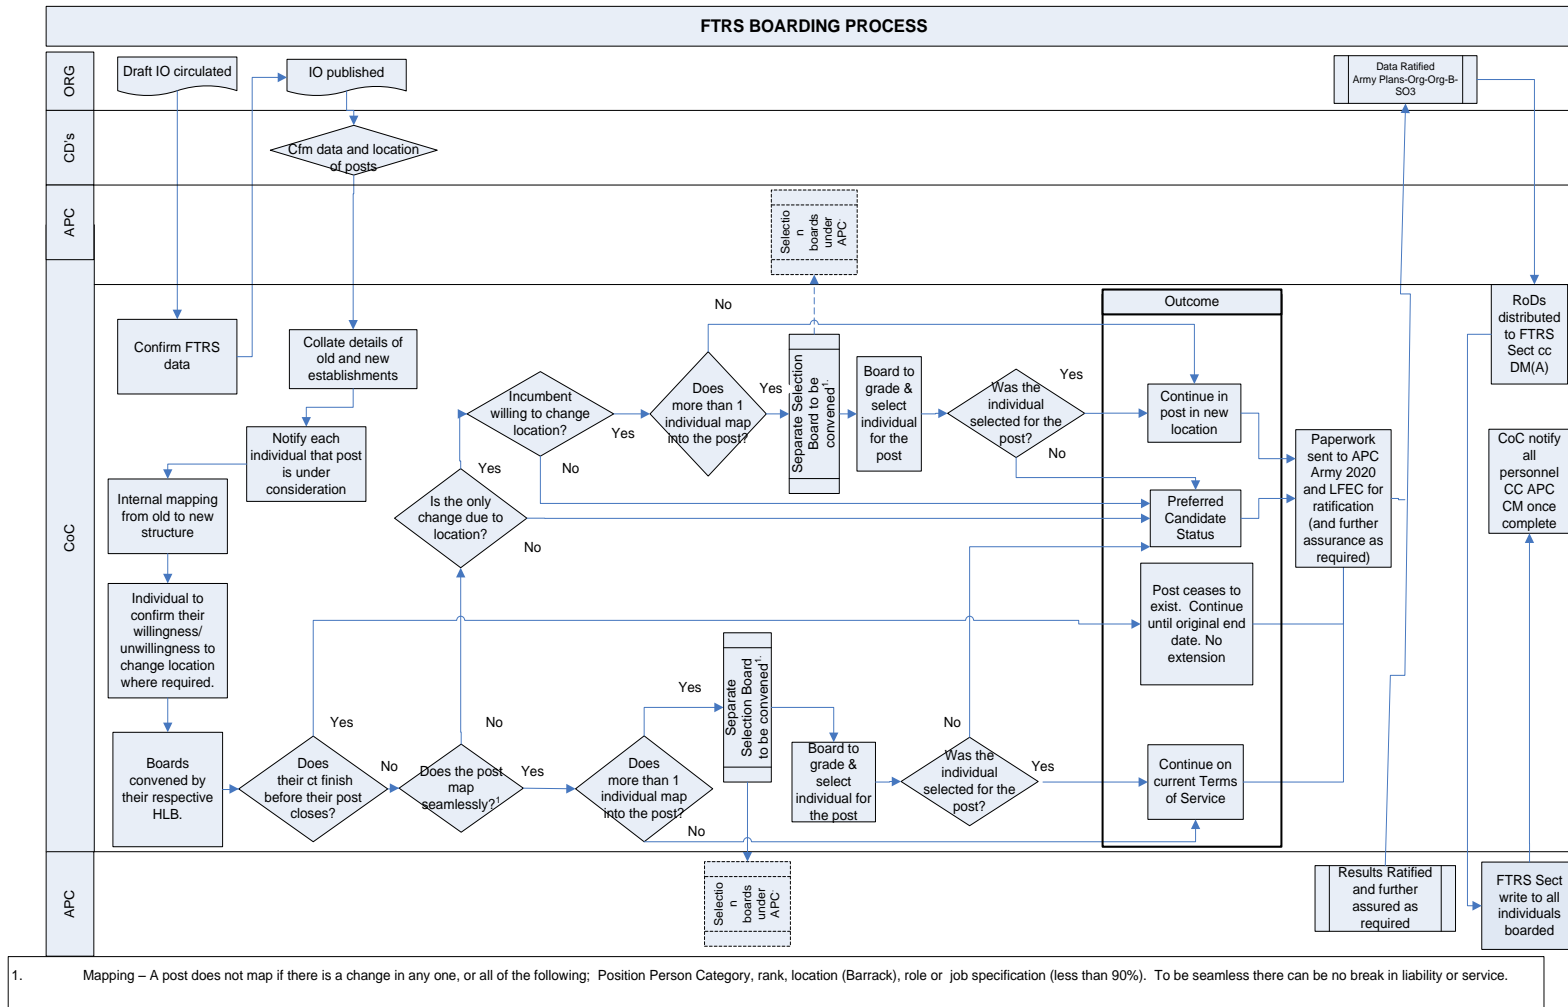 FTRS BOARDING PROCESS
ORG
Draft IO circulated
IO published
Data Ratified
Army Plans-Org-Org-B-
SO3
CD's
Cfm data and location
of posts
APC
Selectio
n
boards
under
APC.
CoC
Confirm FTRS
data
Collate details of
old and new
establishments
Notify each
individual that post
is under
consideration
Internal mapping
from old to new
structure
Individual to
confirm their
willingness/
unwillingness to
change location
where required.
Boards
convened by
their respective
HLB.
Does
their ct finish
before their post
closes?
Yes
No
Does the post
map
seamlessly?1
No
Yes
Is the only
change due to
location?
Yes
No
Incumbent
willing to change
location?
Yes
No
Does
more than 1
individual map
into the post?
No
Yes
Separate Selection
Board to be
convened1.
Board to
grade &
select
individual
for the
post
Was the
individual
selected for the
post?
Yes
No
Does
more than 1
individual map
into the post?
Yes
No
Separate
Selection Board
to be convened1.
Board to
grade &
select
individual for
the post
Was the
individual
selected for the
post?
No
Yes
Outcome
Continue in
post in new
location
Preferred
Candidate
Status
Post ceases to
exist. Continue
until original end
date. No
extension
Continue on
current Terms
of Service
Paperwork
sent to APC
Army 2020
and LFEC for
ratification
(and further
assurance as
required)
RoDs
distributed
to FTRS
Sect cc
DM(A)
CoC notify
all
personnel
CC APC
CM once
complete
APC
Selectio
n
boards
under
APC.
Results Ratified
and further
assured as
required
FTRS Sect
write to all
individuals
boarded
1. Mapping – A post does not map if there is a change in any one, or all of the following; Position Person Category, rank, location (Barrack), role or job specification (less than 90%). To be seamless there can be no break in liability or service.